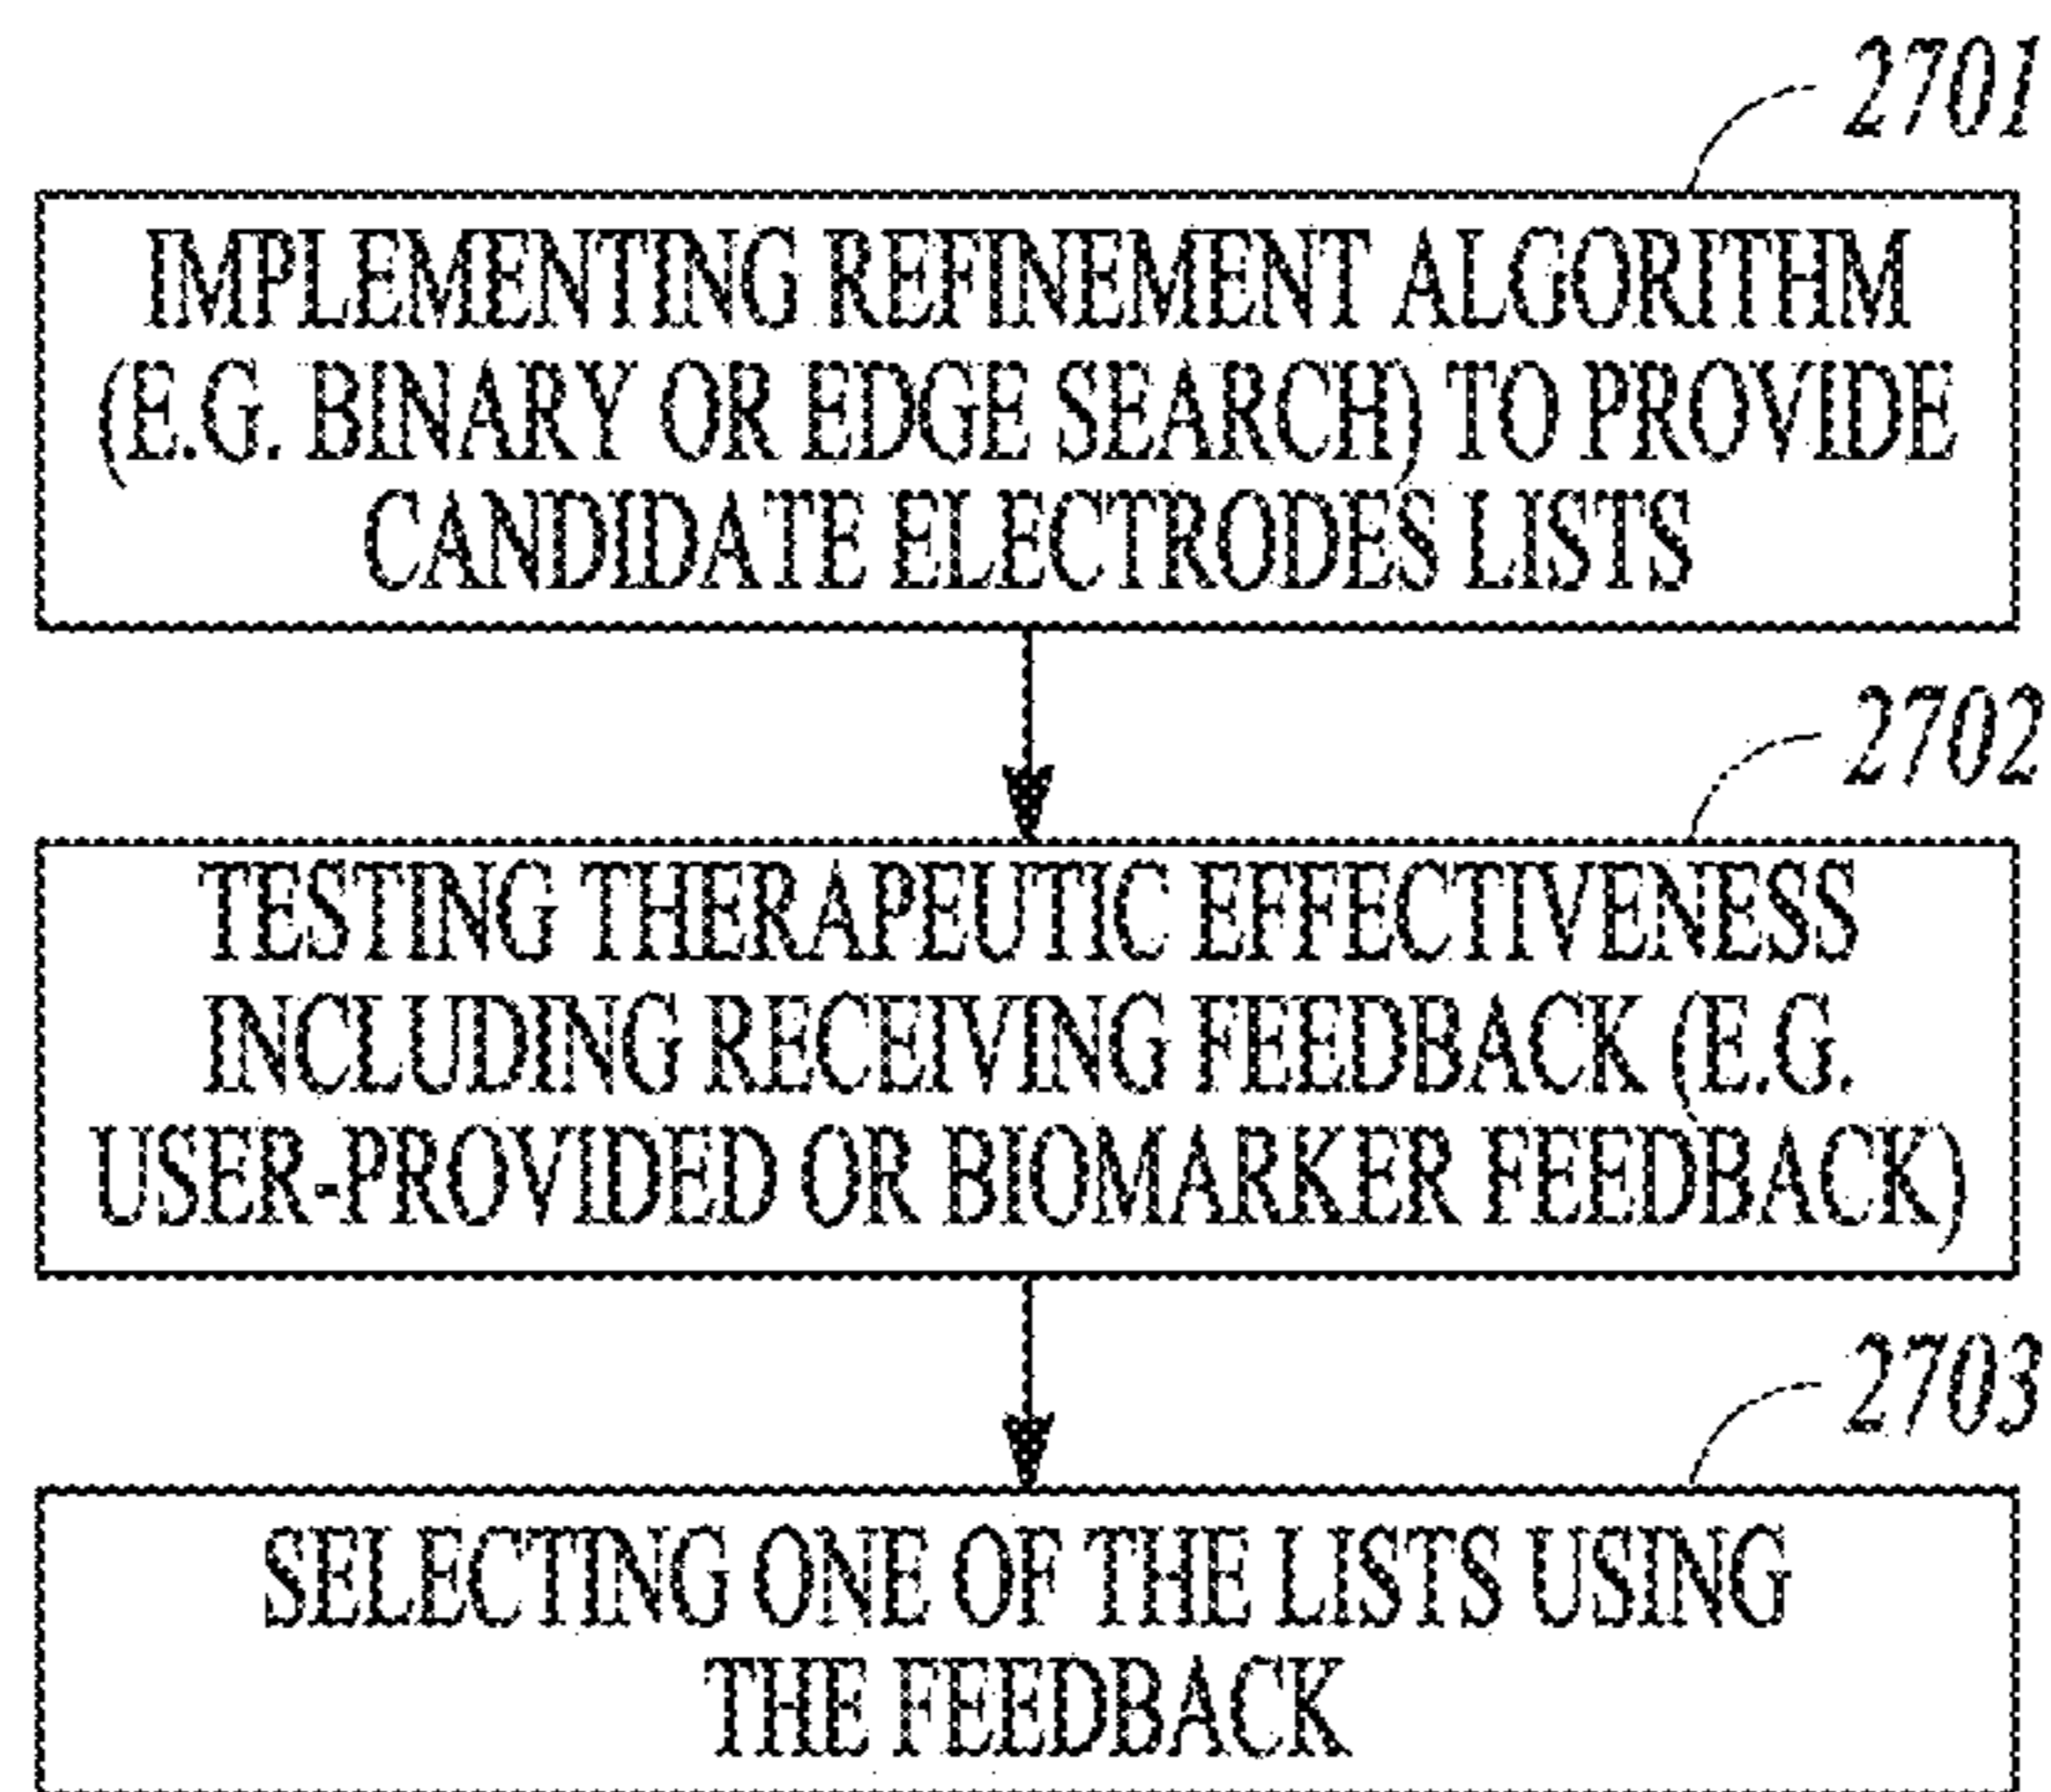 2701
IMPLEMENTING REFINEMENT ALGORITHM
(E.G. BINARY OR EDGE SEARCH) TO PROVIDE
CANDIDATE ELECTRODES LISTS
2702
TESTING THERAPEUTIC EFFECTIVENESS
INCLUDING RECEIVING FEEDBACK (E.G.
USER-PROVIDED OR BIOMARKER FEEDBACK)
2703
SELECTING ONE OF THE LISTS USING
THE FEEDBACK